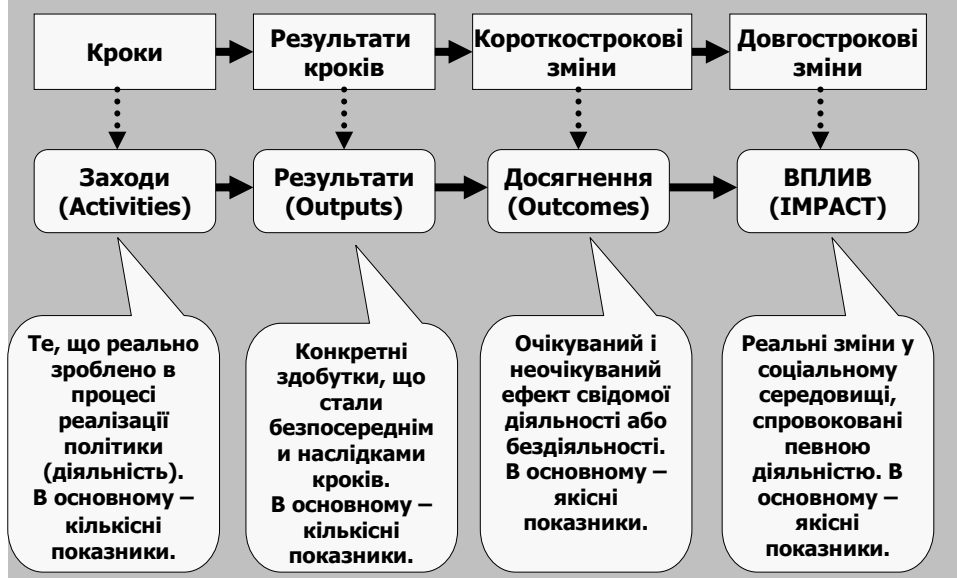 Кроки
Результати
кроків
Короткострокові
зміни
Довгострокові
зміни
Заходи
(Activities)
Результати
(Outputs)
Досягнення
(Outcomes)
ВПЛИВ
(IMPACT)
Те, що реально
зроблено в
процесі
реалізації
політики
(діяльність).
В основному –
кількісні
показники.
Конкретні
здобутки, що
стали
безпосереднім
и наслідками
кроків.
В основному –
кількісні
показники.
Очікуваний і
неочікуваний
ефект свідомої
діяльності або
бездіяльності.
В основному –
якісні
показники.
Реальні зміни у
соціальному
середовищі,
спровоковані
певною
діяльністю. В
основному –
якісні
показники.